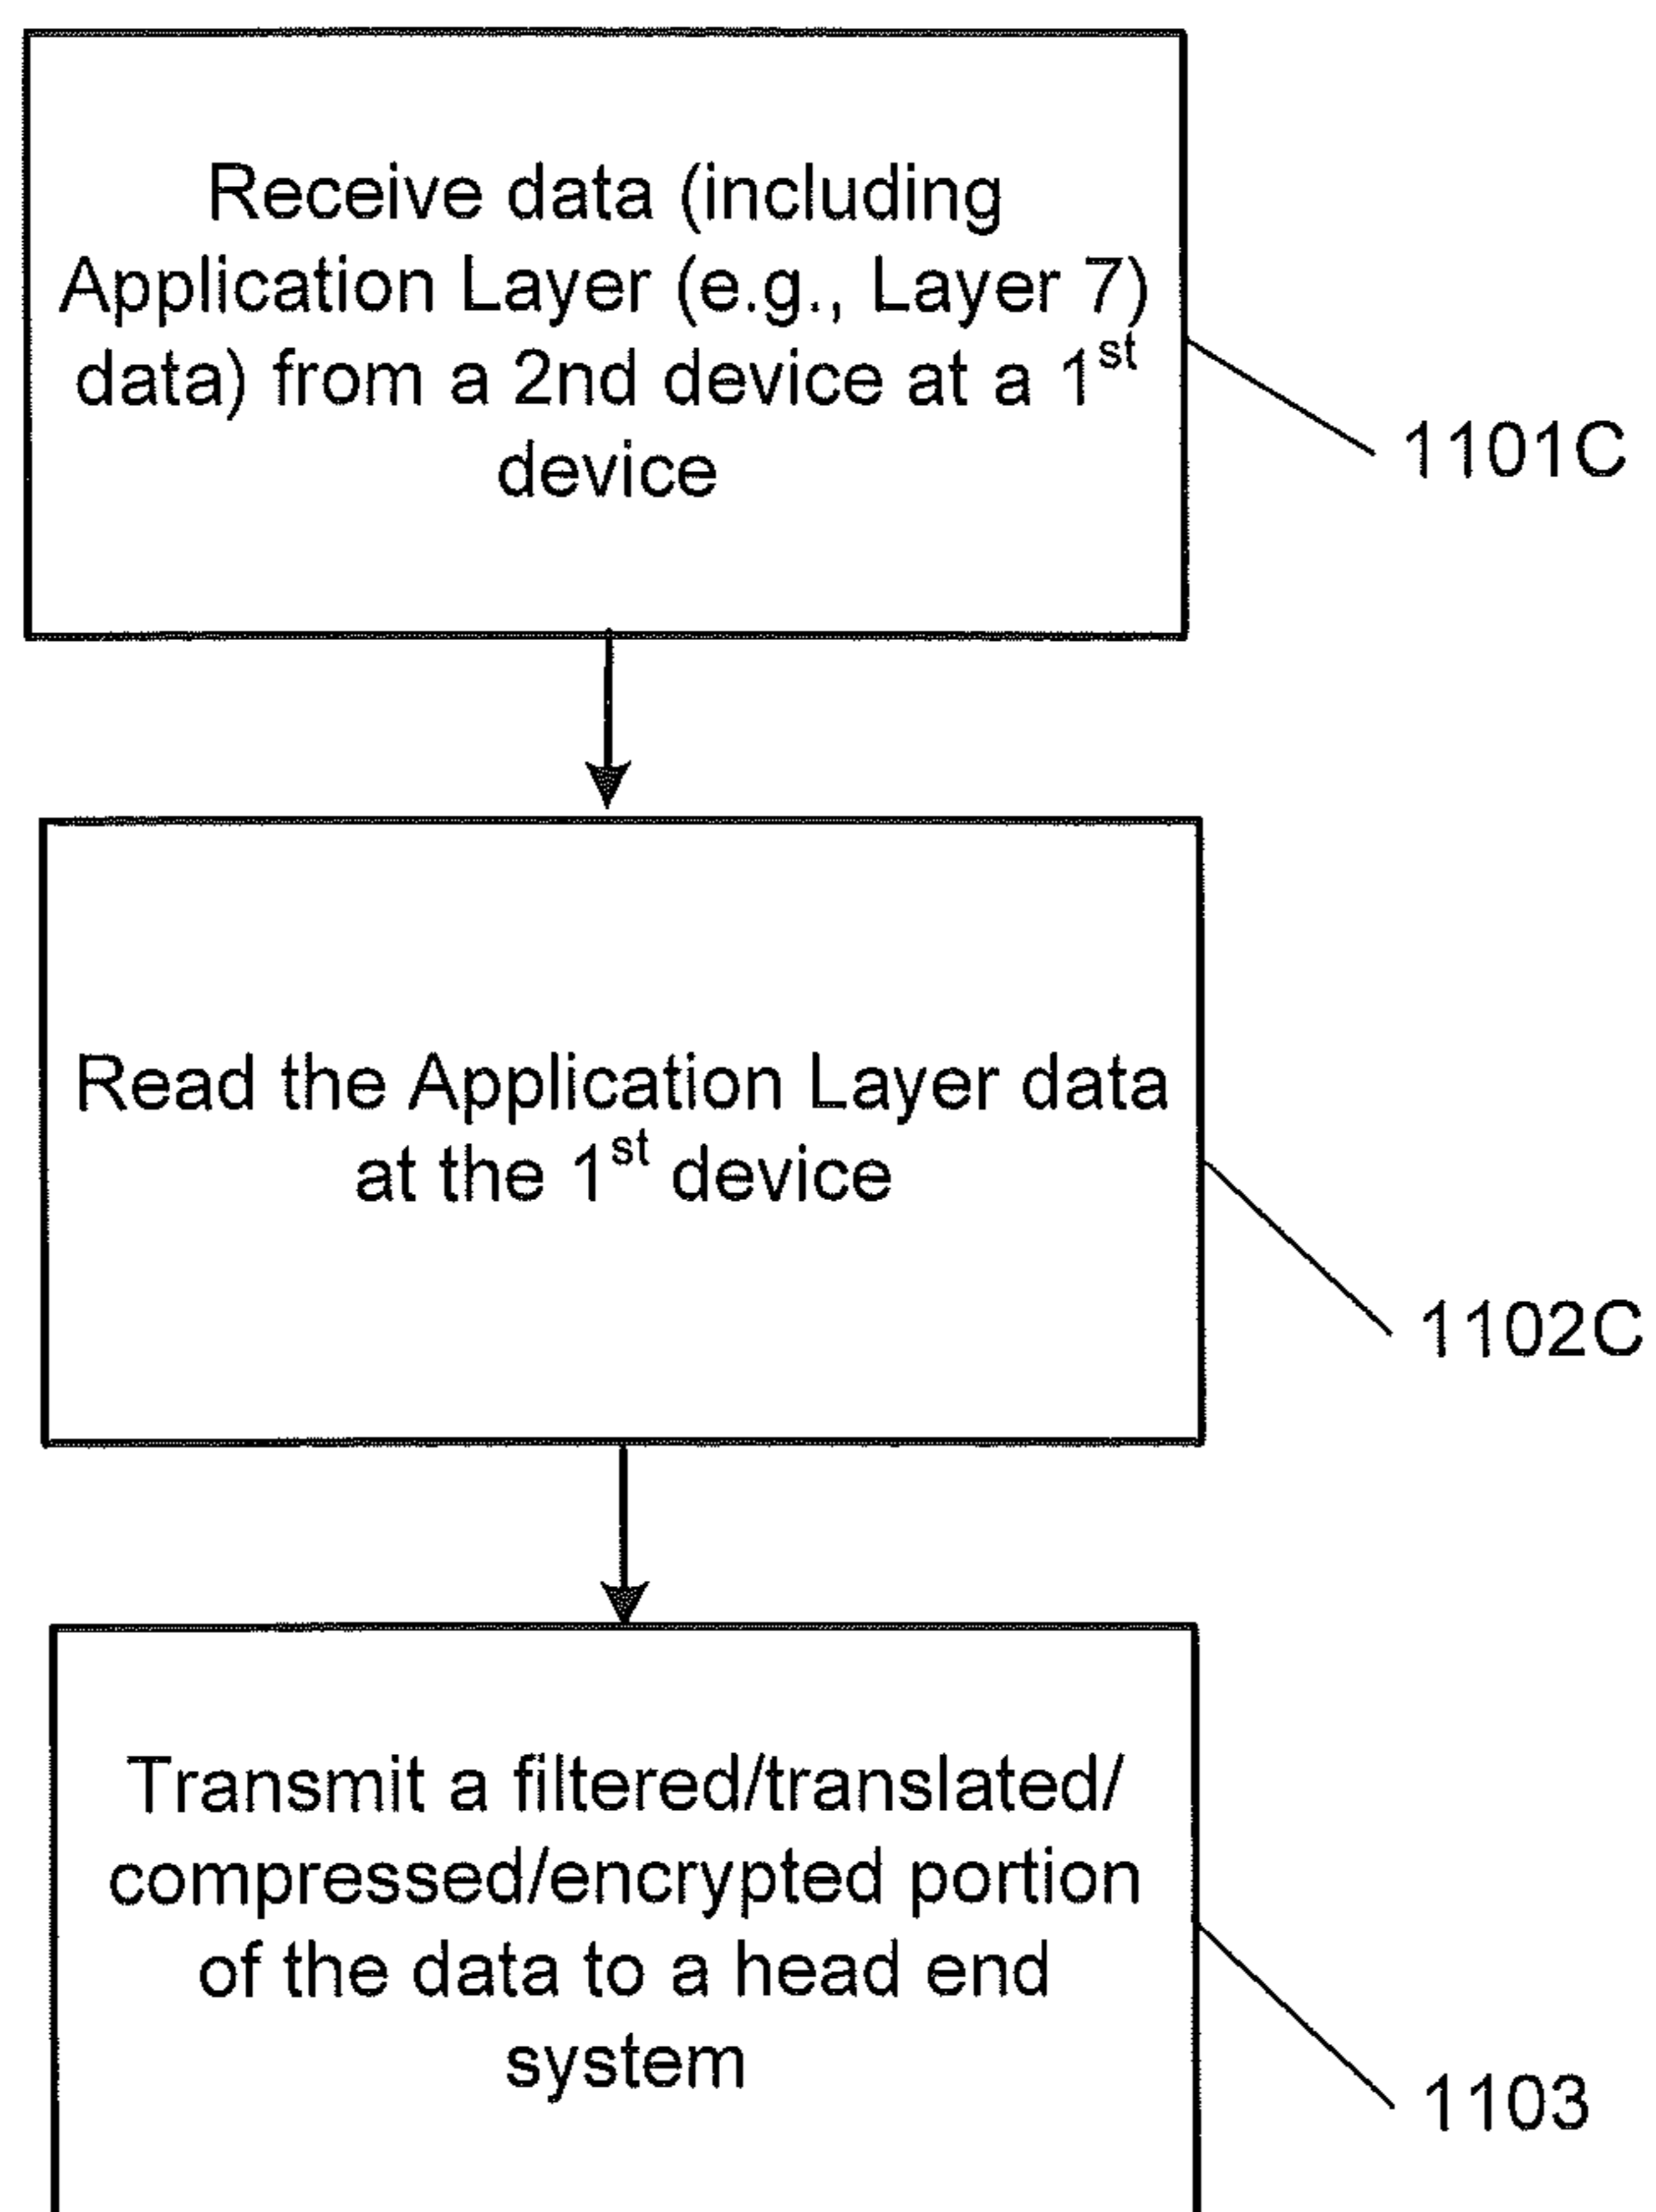 Receive data (including
Application Layer (e.g., Layer 7)
data) from a 2nd device at a 1st
device
1101C
Read the Application Layer data
at the 1st device
1102C
Transmit a filtered/translated/
compressed/encrypted portion
of the data to a head end
system
1103